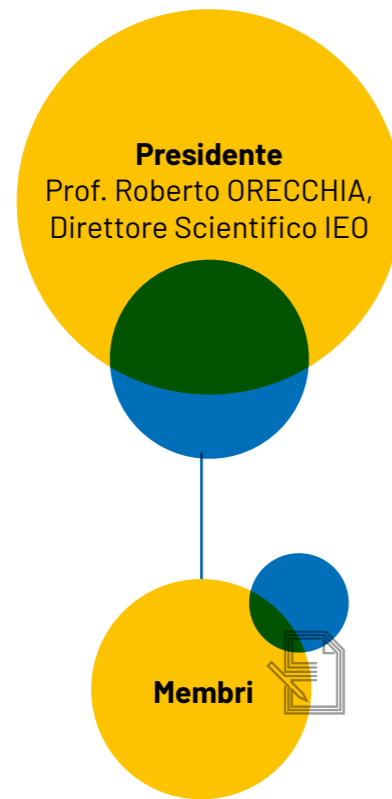 Presidente
Prof. Roberto ORECCHIA,
Direttore Scientifico IEO
Membri